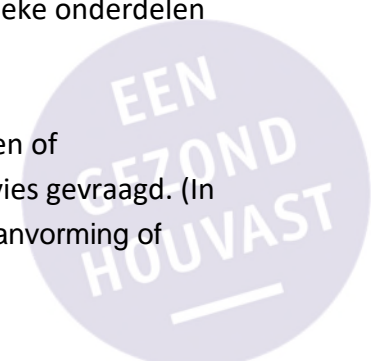 eke onderdelen
en of
vies gevraagd. (In
anvorming of
EEN
GEZOND
HOUVAST